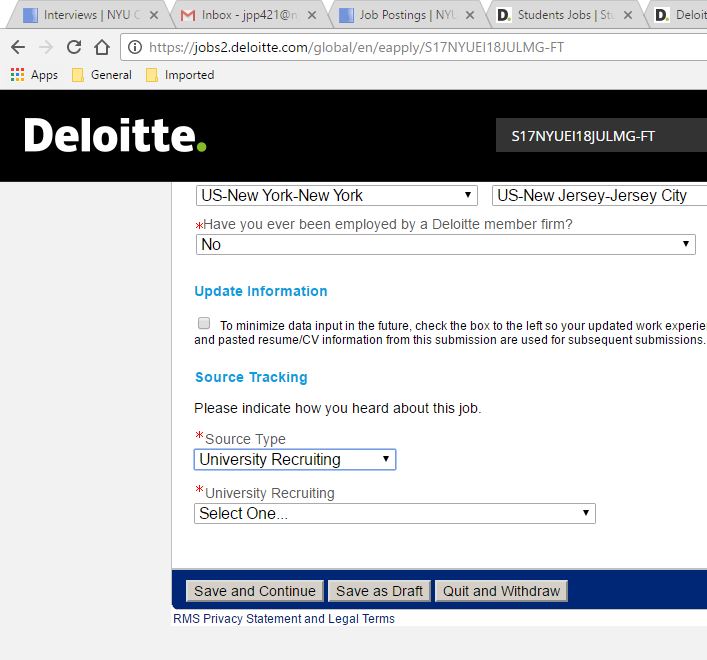 Interviews | NYU C
Inbox - jpp421@n
Job Postings | NYU
Students Jobs | Stu
Deloit
https://jobs2.deloitte.com/global/en/eapply/S17NYUEI18JULMG-FT
Apps General Imported
Deloitte.
S17NYUEI18JULMG-FT
US-New York-New York
US-New Jersey-Jersey City
*Have you ever been employed by a Deloitte member firm?
No
Update Information
To minimize data input in the future, check the box to the left so your updated work experie
and pasted resume/CV information from this submission are used for subsequent submissions.
Source Tracking
Please indicate how you heard about this job.
*Source Type
University Recruiting
*University Recruiting
Select One...
Save and Continue
Save as Draft
Quit and Withdraw
RMS Privacy Statement and Legal Terms